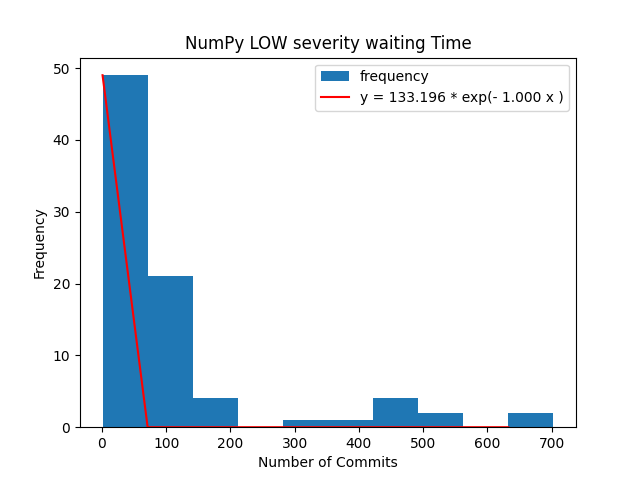 NumPy LOW severity waiting Time
frequency
y = 133.196 * exp(- 1.000 x )
Frequency
50
40
30
20
10
0
0 100 200 300 400 500 600 700
Number of Commits